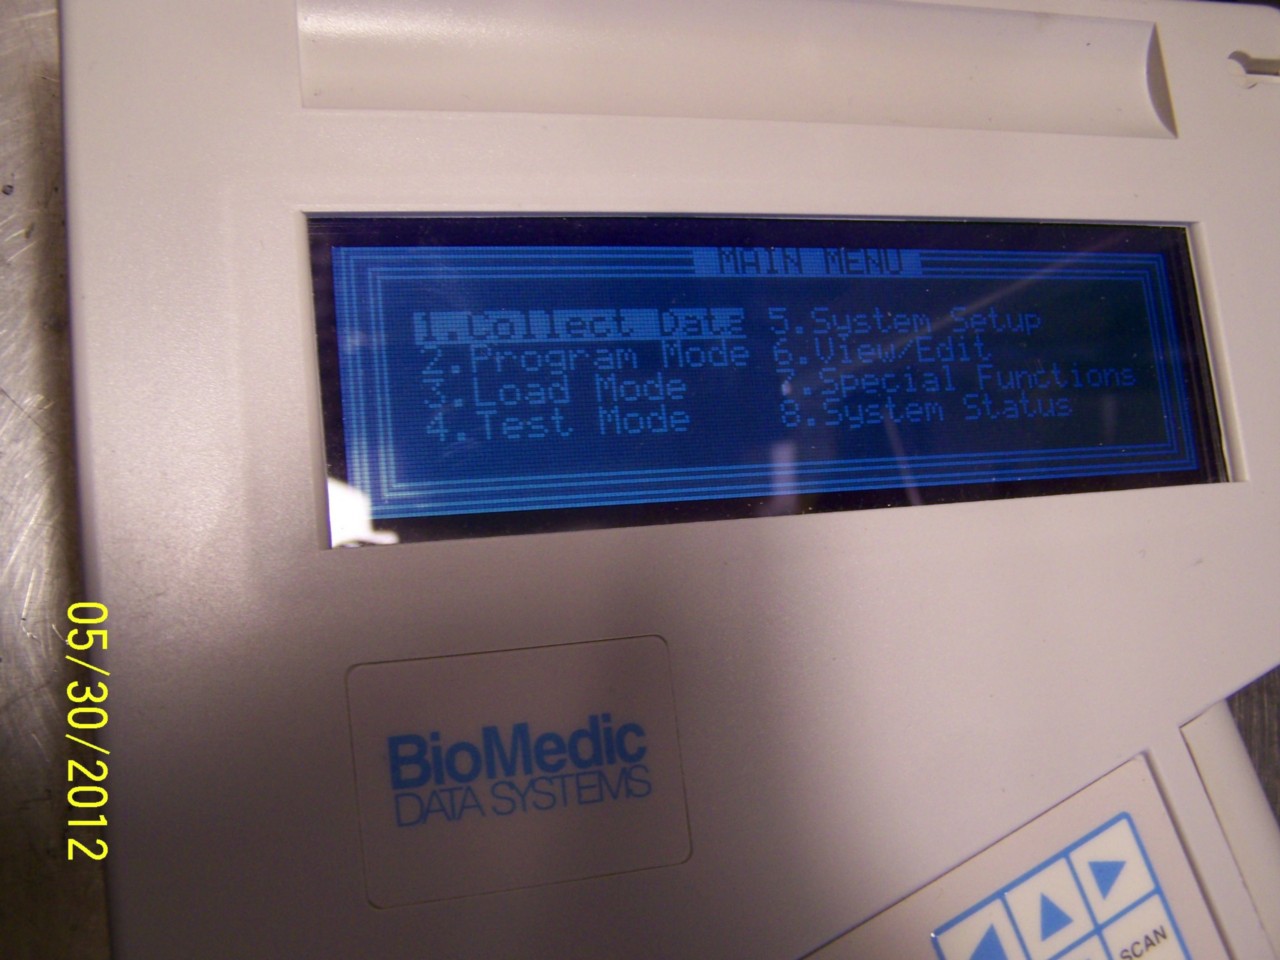 MAIN MENU
1.Collect Data
2.Program Mode
3.Load Mode
4.Test Mode
5.System Setup
6.View/Edit
7.Special Functions
8.System Status
BioMedic
DATA SYSTEMS
SCAN
05/30/2012